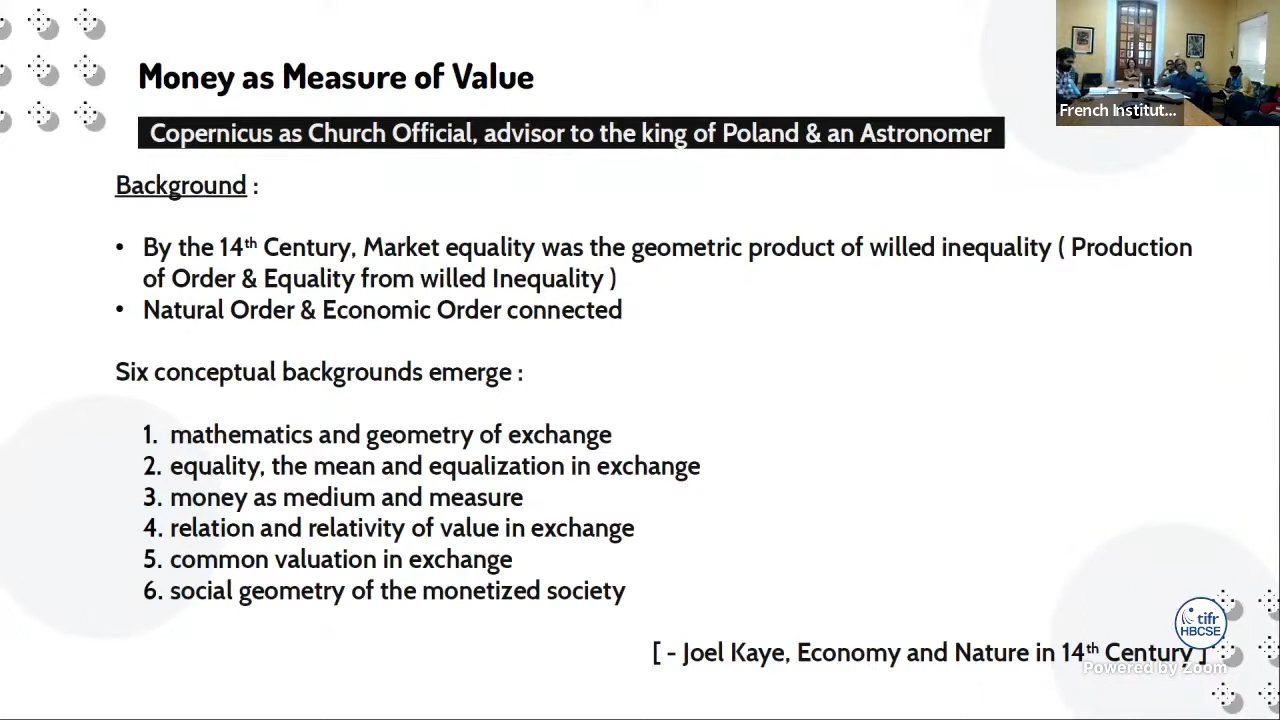 Money as Measure of Value
Copernicus as Church Official, advisor to the king of Poland & an Astronomer
French Institut...
Background :
• By the 14th Century, Market equality was the geometric product of willed inequality ( Production
of Order & Equality from willed Inequality )
• Natural Order & Economic Order connected
Six conceptual backgrounds emerge :
1. mathematics and geometry of exchange
2. equality, the mean and equalization in exchange
3. money as medium and measure
4. relation and relativity of value in exchange
5. common valuation in exchange
6. social geometry of the monetized society
tifr
HBCSE
[ - Joel Kaye, Economy and Nature in 14th Century ]
Powered by Zoom